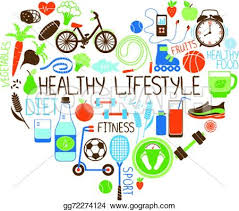 VEGETABLES
FRUITS
HEALTHY
FOOD
HEALTHY LIFESTYLE
DIET
FITNESS
SPORT
© gg72274124 www.gograph.com